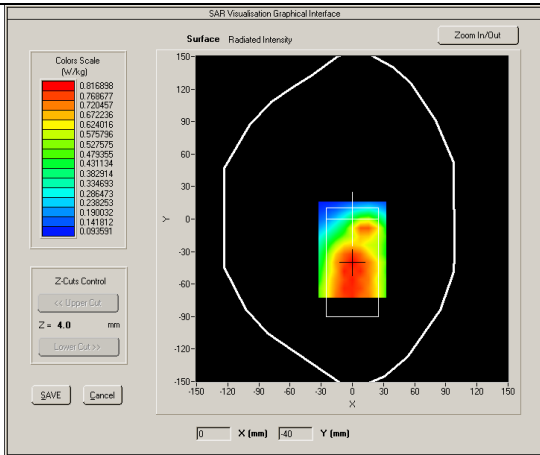 SAR Visualisation Graphical Interface
Colors Scale
(W/kg)
0.816898
0.768677
0.720457
0.672236
0.624016
0.575796
0.527575
0.479355
0.431134
0.382914
0.334693
0.286473
0.238253
0.190032
0.141812
0.093591
Z-Cuts Control
<< Upper Cut
Z = 4.0 mm
Lower Cut >>
SAVE Cancel
Surface Radiated Intensity
Zoom In/Out
150
120
90
60
30
0
-30
-60
-90
-120
-150
Y
-150 -120 -90 -60 -30 0 30 60 90 120 150
X
0 X (mm) -40 Y (mm)